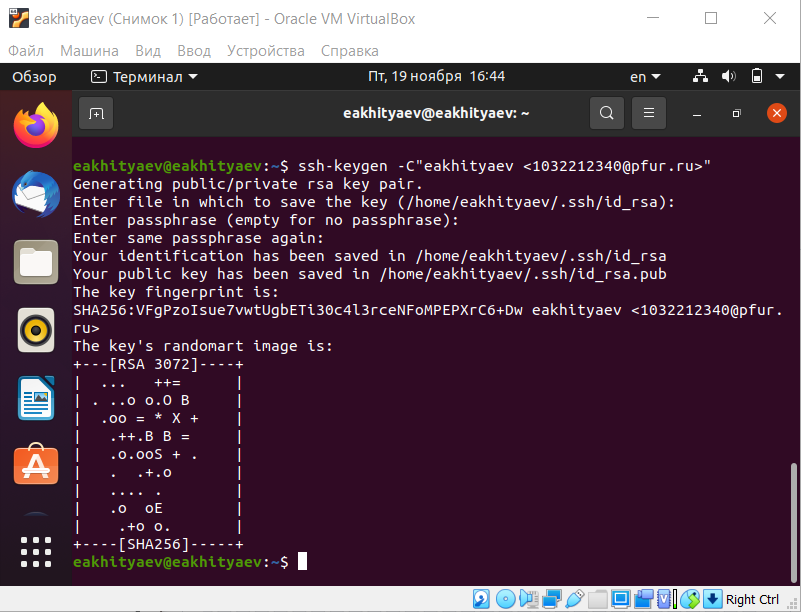 eakhityaev (Снимок 1) [Работает] - Oracle VM VirtualBox
Файл Машина Вид Ввод Устройства Справка
Обзор Терминал Пт, 19 ноября 16:44 en
eakhityaev@eakhityaev: ~
eakhityaev@eakhityaev:~$ ssh-keygen -C"eakhityaev <1032212340@pfur.ru>"
Generating public/private rsa key pair.
Enter file in which to save the key (/home/eakhityaev/.ssh/id_rsa):
Enter passphrase (empty for no passphrase):
Enter same passphrase again:
Your identification has been saved in /home/eakhityaev/.ssh/id_rsa
Your public key has been saved in /home/eakhityaev/.ssh/id_rsa.pub
The key fingerprint is:
SHA256:VFgPzoIsue7vwtUgbETi30c4l3rceNFoMPEPXrC6+Dw eakhityaev <1032212340@pfur.
ru>
The key's randomart image is:
+---[RSA 3072]----+
|  ...   ++=      |
| . ..o o.O B     |
|  .oo = * X +    |
|   .++.B B =     |
|   .o.ooS + .    |
|   .  .+.o       |
|   .... .        |
|   .o  oE        |
|    .+o o.       |
+----[SHA256]-----+
eakhityaev@eakhityaev:~$
Right Ctrl